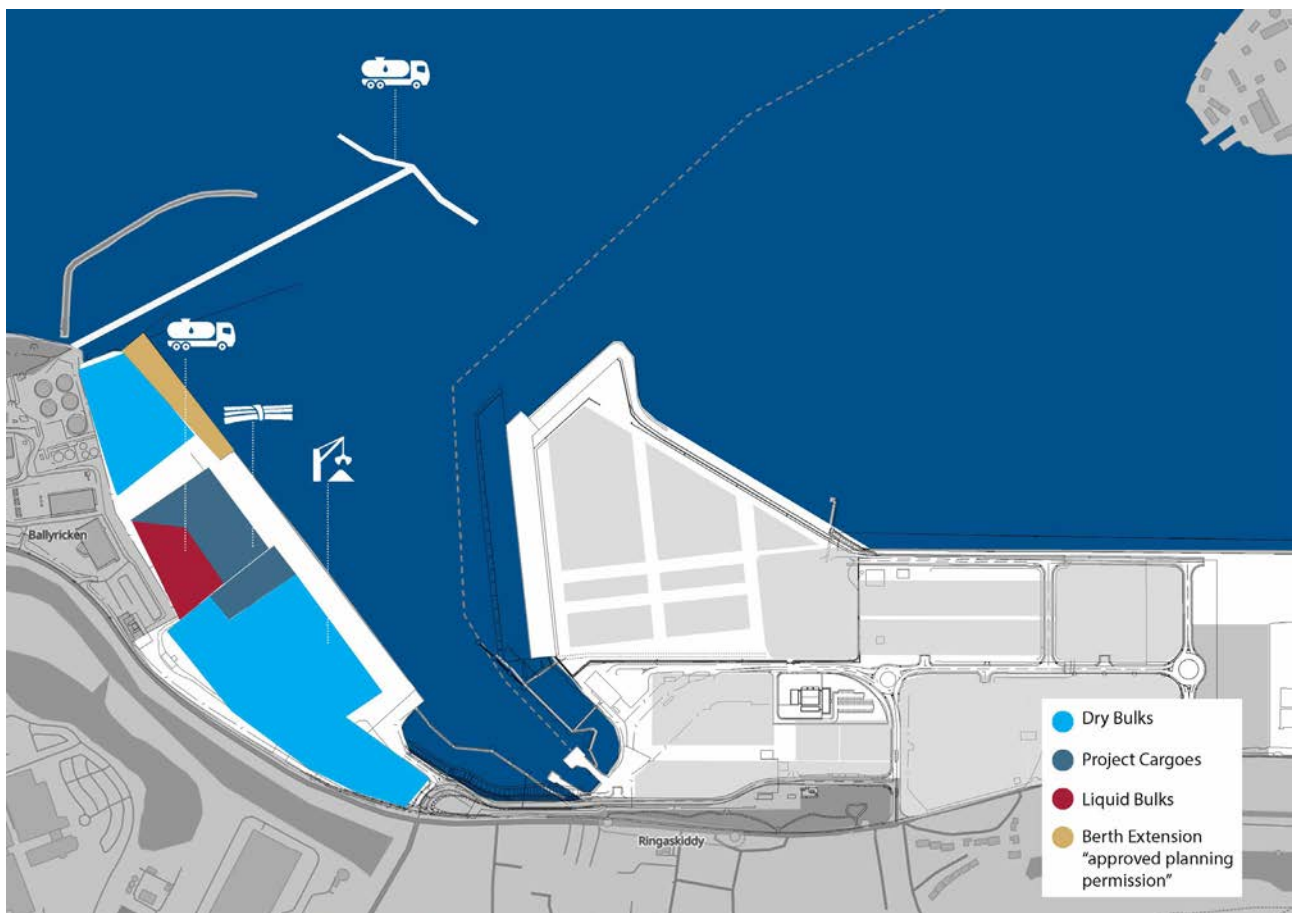 Ballyricken
Ringaskiddy
Dry Bulks
Project Cargoes
Liquid Bulks
Berth Extension
“approved planning
permission”